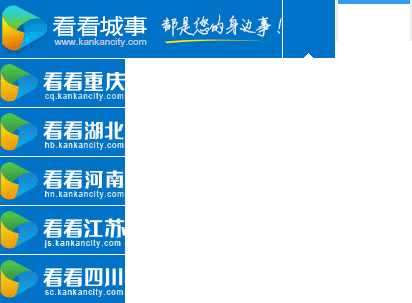 看看城事 都是您的身边事!
www.kankancity.com
看看重庆
cq.kankancity.com
看看湖北
hb.kankancity.com
看看河南
hn.kankancity.com
看看江苏
js.kankancity.com
看看四川
sc.kankancity.com